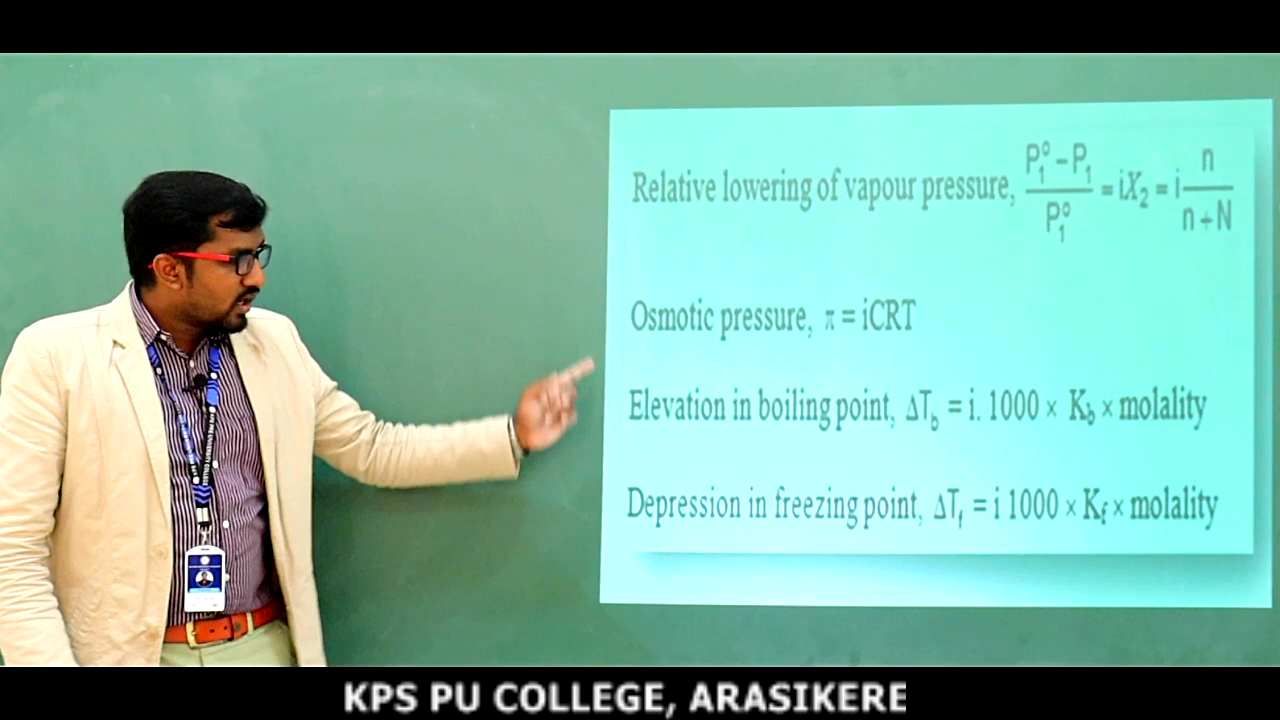 Relative lowering of vapour pressure, (P₁° − P₁) / P₁° = iX₂ = i n / (n + N)
Osmotic pressure, π = iCRT
Elevation in boiling point, ΔT_b = i. 1000 × K_b × molality
Depression in freezing point, ΔT_f = i 1000 × K_f × molality
KPS PU COLLEGE, ARASIKERE